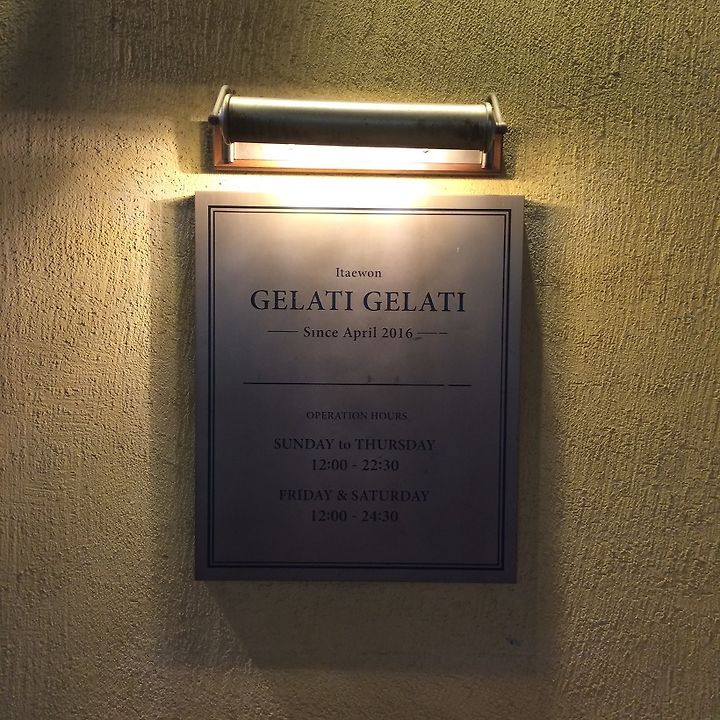 Itaewon
GELATI GELATI
Since April 2016
OPERATION HOURS
SUNDAY to THURSDAY
12:00 - 22:30
FRIDAY & SATURDAY
12:00 - 24:30